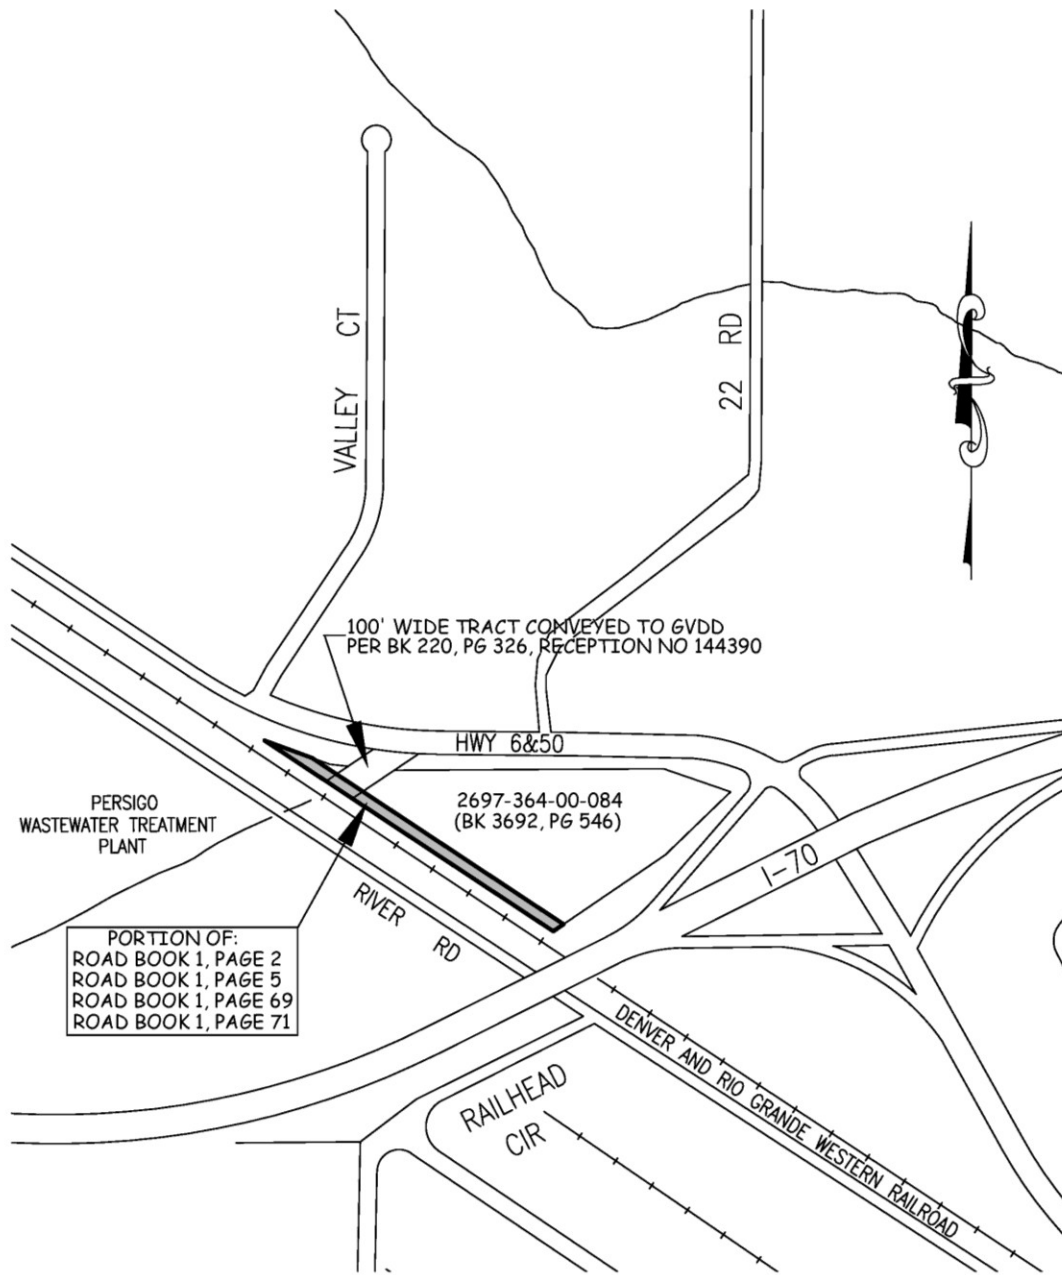 VALLEY CT
22 RD
100' WIDE TRACT CONVEYED TO GVDD
PER BK 220, PG 326, RECEPTION NO 144390
HWY 6&50
PERSIGO
WASTEWATER TREATMENT
PLANT
2697-364-00-084
(BK 3692, PG 546)
I-70
RIVER RD
PORTION OF:
ROAD BOOK 1, PAGE 2
ROAD BOOK 1, PAGE 5
ROAD BOOK 1, PAGE 69
ROAD BOOK 1, PAGE 71
DENVER AND RIO GRANDE WESTERN RAILROAD
RAILHEAD
CIR